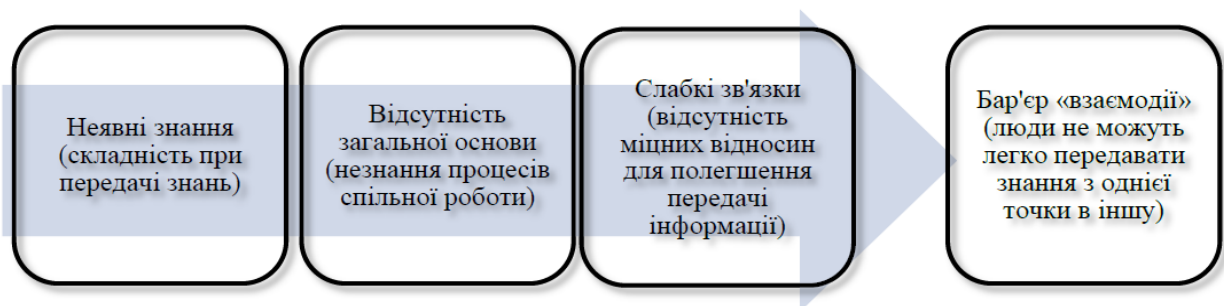 Неявні знання
(складність при
передачі знань)
Відсутність
загальної основи
(незнання процесів
спільної роботи)
Слабкі зв'язки
(відсутність
міцних відносин
для полегшення
передачі
інформації)
Бар'єр «взаємодії»
(люди не можуть
легко передавати
знання з однієї
точки в іншу)